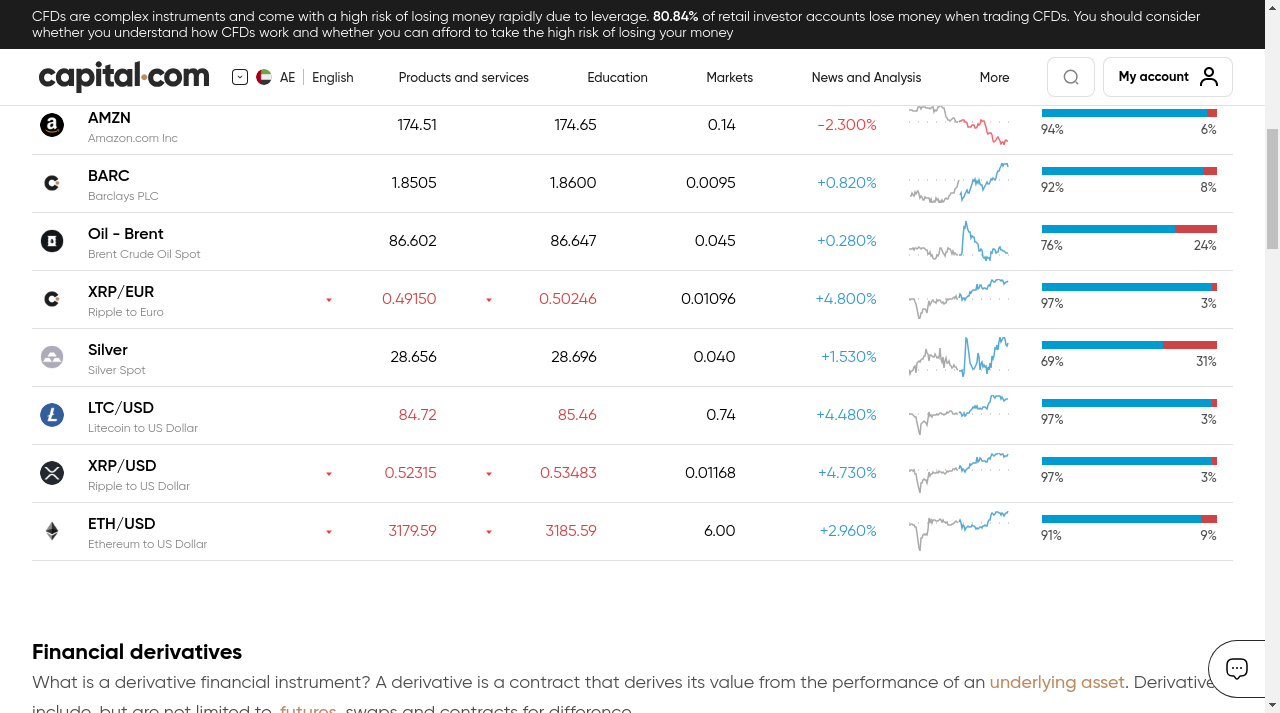 CFDs are complex instruments and come with a high risk of losing money rapidly due to leverage. 80.84% of retail investor accounts lose money when trading CFDs. You should consider
whether you understand how CFDs work and whether you can afford to take the high risk of losing your money
capital.com AE English Products and services Education Markets News and Analysis More My account
AMZN 174.51 174.65 0.14 -2.300% 94% 6%
Amazon.com Inc
BARC 1.8505 1.8600 0.0095 +0.820% 92% 8%
Barclays PLC
Oil - Brent 86.602 86.647 0.045 +0.280% 76% 24%
Brent Crude Oil Spot
XRP/EUR 0.49150 0.50246 0.01096 +4.800% 97% 3%
Ripple to Euro
Silver 28.656 28.696 0.040 +1.530% 69% 31%
Silver Spot
LTC/USD 84.72 85.46 0.74 +4.480% 97% 3%
Litecoin to US Dollar
XRP/USD 0.52315 0.53483 0.01168 +4.730% 97% 3%
Ripple to US Dollar
ETH/USD 3179.59 3185.59 6.00 +2.960% 91% 9%
Ethereum to US Dollar
Financial derivatives
What is a derivative financial instrument? A derivative is a contract that derives its value from the performance of an underlying asset. Derivative
include, but are not limited to, futures, swaps and contracts for difference